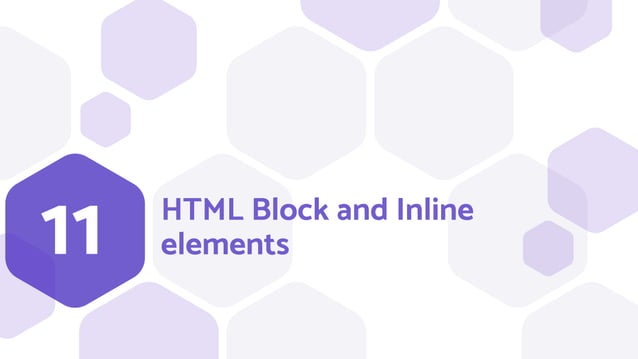 11
HTML Block and Inline
elements